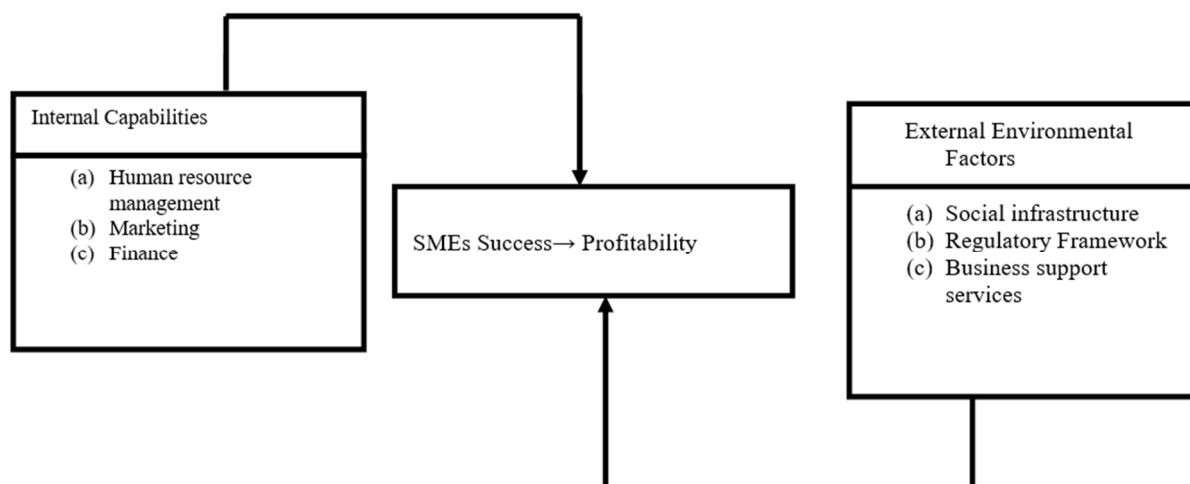 Internal Capabilities
(a) Human resource
management
(b) Marketing
(c) Finance
SMEs Success→ Profitability
External Environmental
Factors
(a) Social infrastructure
(b) Regulatory Framework
(c) Business support
services